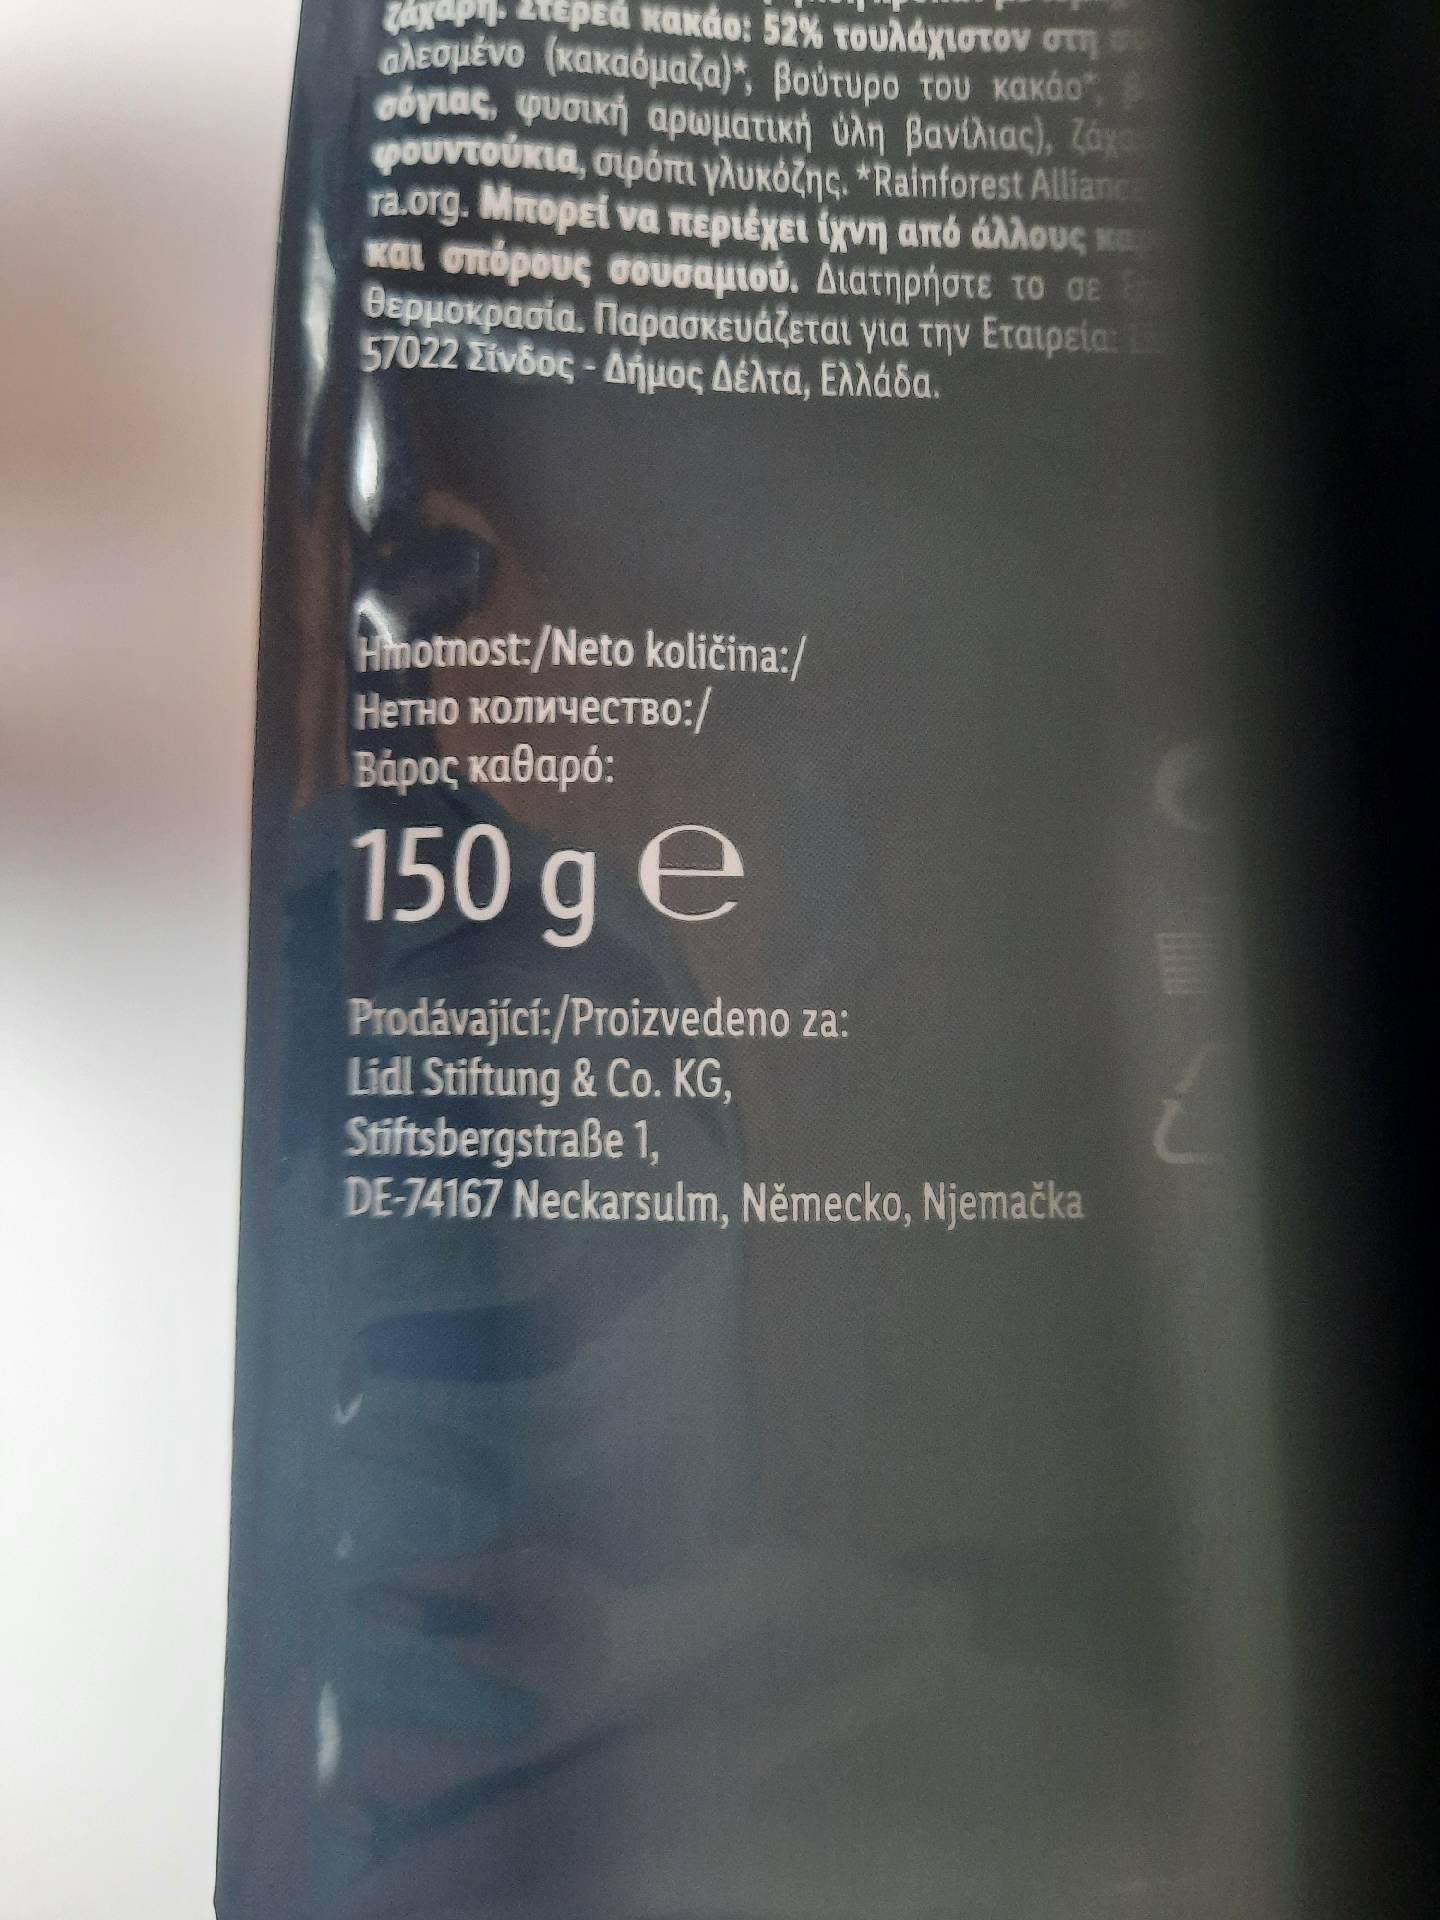 ζάχαρη. Στερεά κακάο: 52% τουλάχιστον στη
αλεσμένο (κακαόμαζα)*, βούτυρο του κακάο*,
σόγιας, φυσική αρωματική ύλη βανίλιας),
φουντούκια, σιρόπι γλυκόζης. *Rainforest Alliance
ra.org. Μπορεί να περιέχει ίχνη από άλλους
και σπόρους σουσαμιού. Διατηρήστε το σε
θερμοκρασία. Παρασκευάζεται για την Εταιρεία:
57022 Σίνδος - Δήμος Δέλτα, Ελλάδα.
Hmotnost:/Neto količina:/
Нетно количество:/
Βάρος καθαρό:
150 g ℮
Prodávající:/Proizvedeno za:
Lidl Stiftung & Co. KG,
Stiftsbergstraße 1,
DE-74167 Neckarsulm, Německo, Njemačka